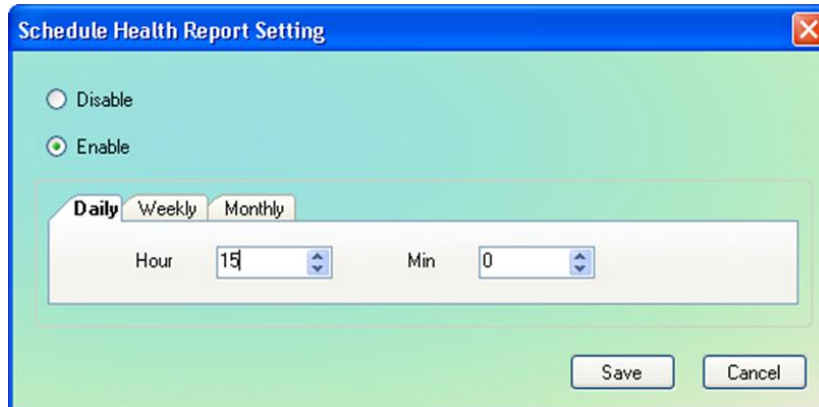 Schedule Health Report Setting
Disable
Enable
Daily Weekly Monthly
Hour 15 Min 0
Save Cancel